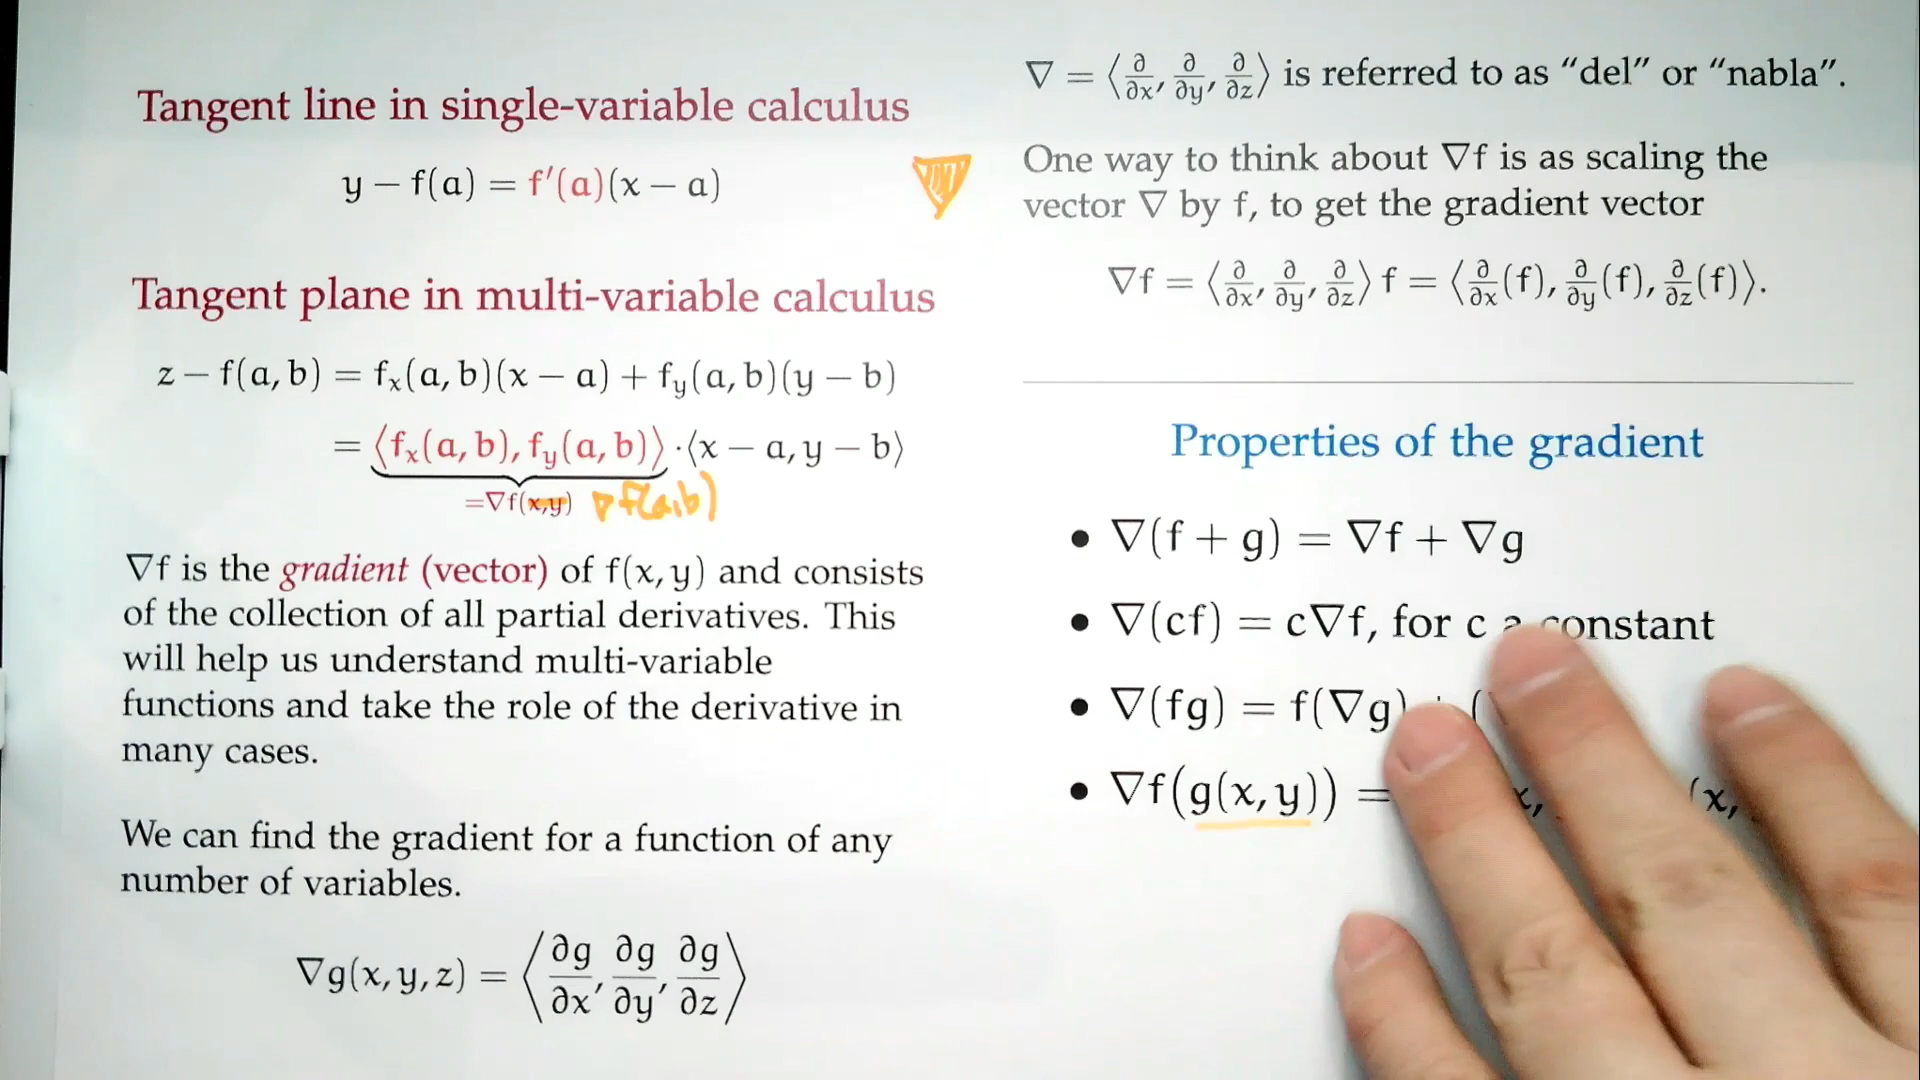 Tangent line in single-variable calculus
y − f(a) = f′(a)(x − a)
Tangent plane in multi-variable calculus
z − f(a, b) = fₓ(a, b)(x − a) + f_y(a, b)(y − b)
= ⟨fₓ(a, b), f_y(a, b)⟩ · ⟨x − a, y − b⟩
=∇f(x,y) ∇f(a,b)
∇f is the gradient (vector) of f(x, y) and consists
of the collection of all partial derivatives. This
will help us understand multi-variable
functions and take the role of the derivative in
many cases.
We can find the gradient for a function of any
number of variables.
∇g(x, y, z) = ⟨∂g/∂x, ∂g/∂y, ∂g/∂z⟩
∇ = ⟨∂/∂x, ∂/∂y, ∂/∂z⟩ is referred to as “del” or “nabla”.
One way to think about ∇f is as scaling the
vector ∇ by f, to get the gradient vector
∇f = ⟨∂/∂x, ∂/∂y, ∂/∂z⟩ f = ⟨∂/∂x(f), ∂/∂y(f), ∂/∂z(f)⟩.
Properties of the gradient
• ∇(f + g) = ∇f + ∇g
• ∇(cf) = c∇f, for c a constant
• ∇(fg) = f(∇g)
• ∇f(g(x, y)) =